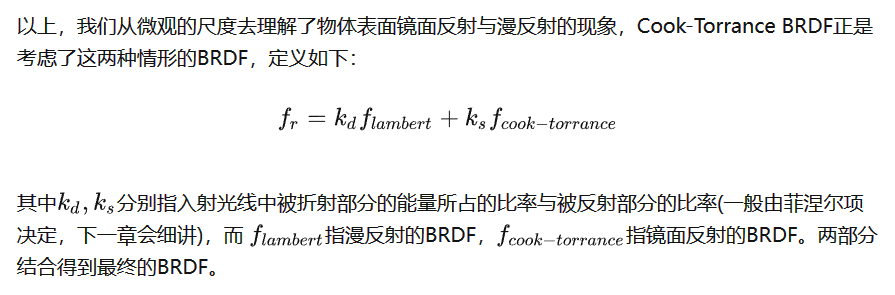 以上，我们从微观的尺度去理解了物体表面镜面反射与漫反射的现象，Cook-Torrance BRDF正是
考虑了这两种情形的BRDF，定义如下：
f_r = k_d f_{lambert} + k_s f_{cook-torrance}
其中k_d, k_s分别指入射光线中被折射部分的能量所占的比率与被反射部分的比率(一般由菲涅尔项
决定，下一章会细讲)，而 f_{lambert}指漫反射的BRDF，f_{cook-torrance}指镜面反射的BRDF。两部分
结合得到最终的BRDF。